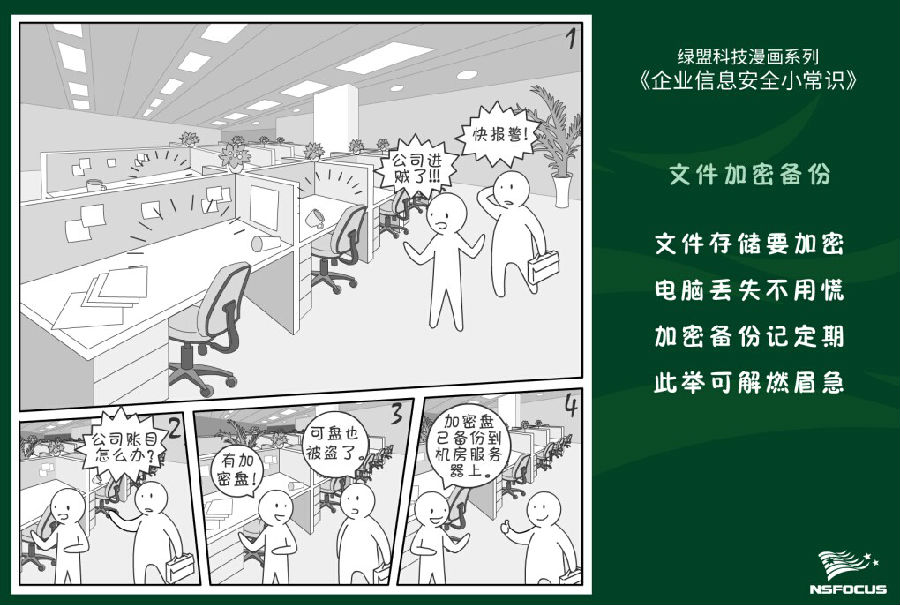 1
快报警!
公司进
贼了!!!
2
公司账目
怎么办?
3
有加
密盘!
可盘也
被盗了。
4
加密盘
已备份到
机房服务
器上。
绿盟科技漫画系列
《企业信息安全小常识》
文件加密备份
文件存储要加密
电脑丢失不用慌
加密备份记定期
此举可解燃眉急
NSFOCUS